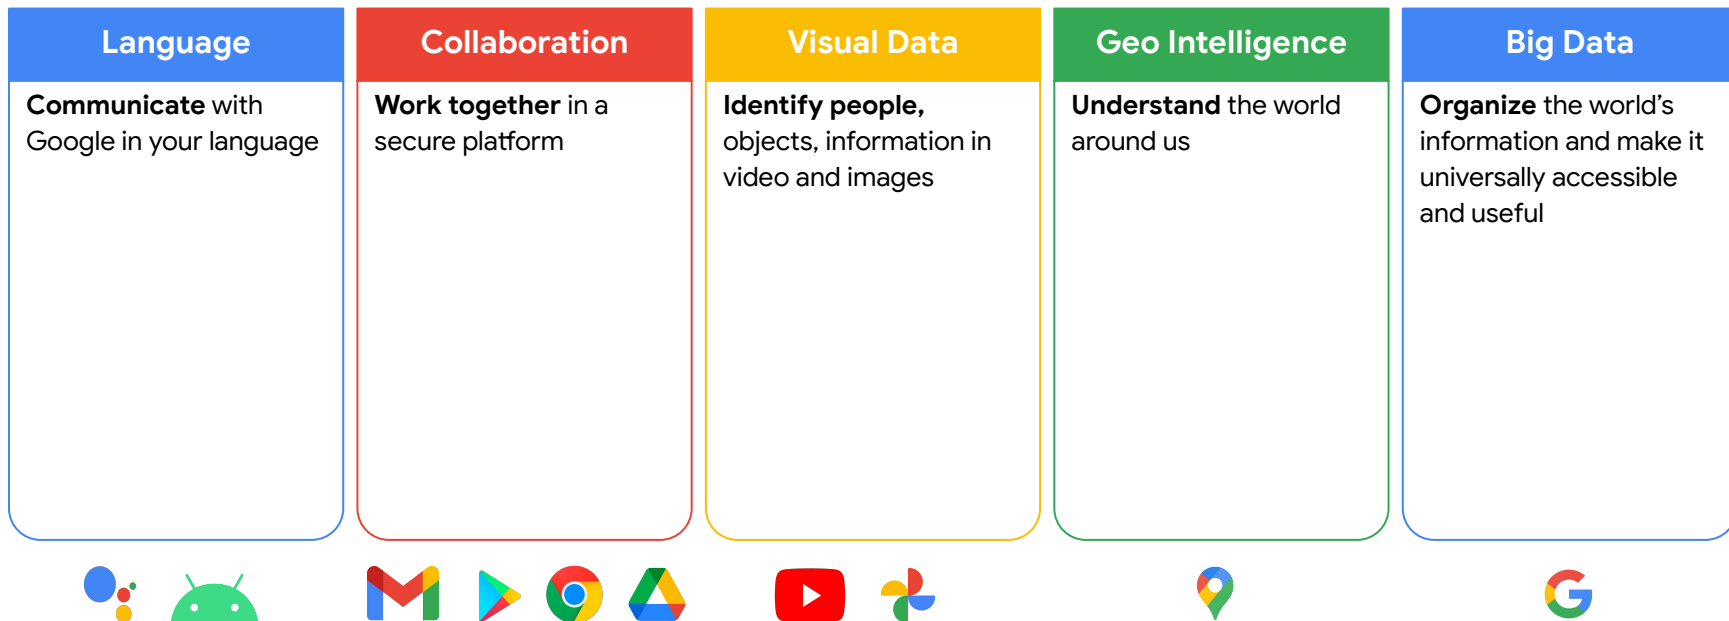 Language
Communicate with
Google in your language
Collaboration
Work together in a
secure platform
Visual Data
Identify people,
objects, information in
video and images
Geo Intelligence
Understand the world
around us
Big Data
Organize the world’s
information and make it
universally accessible
and useful